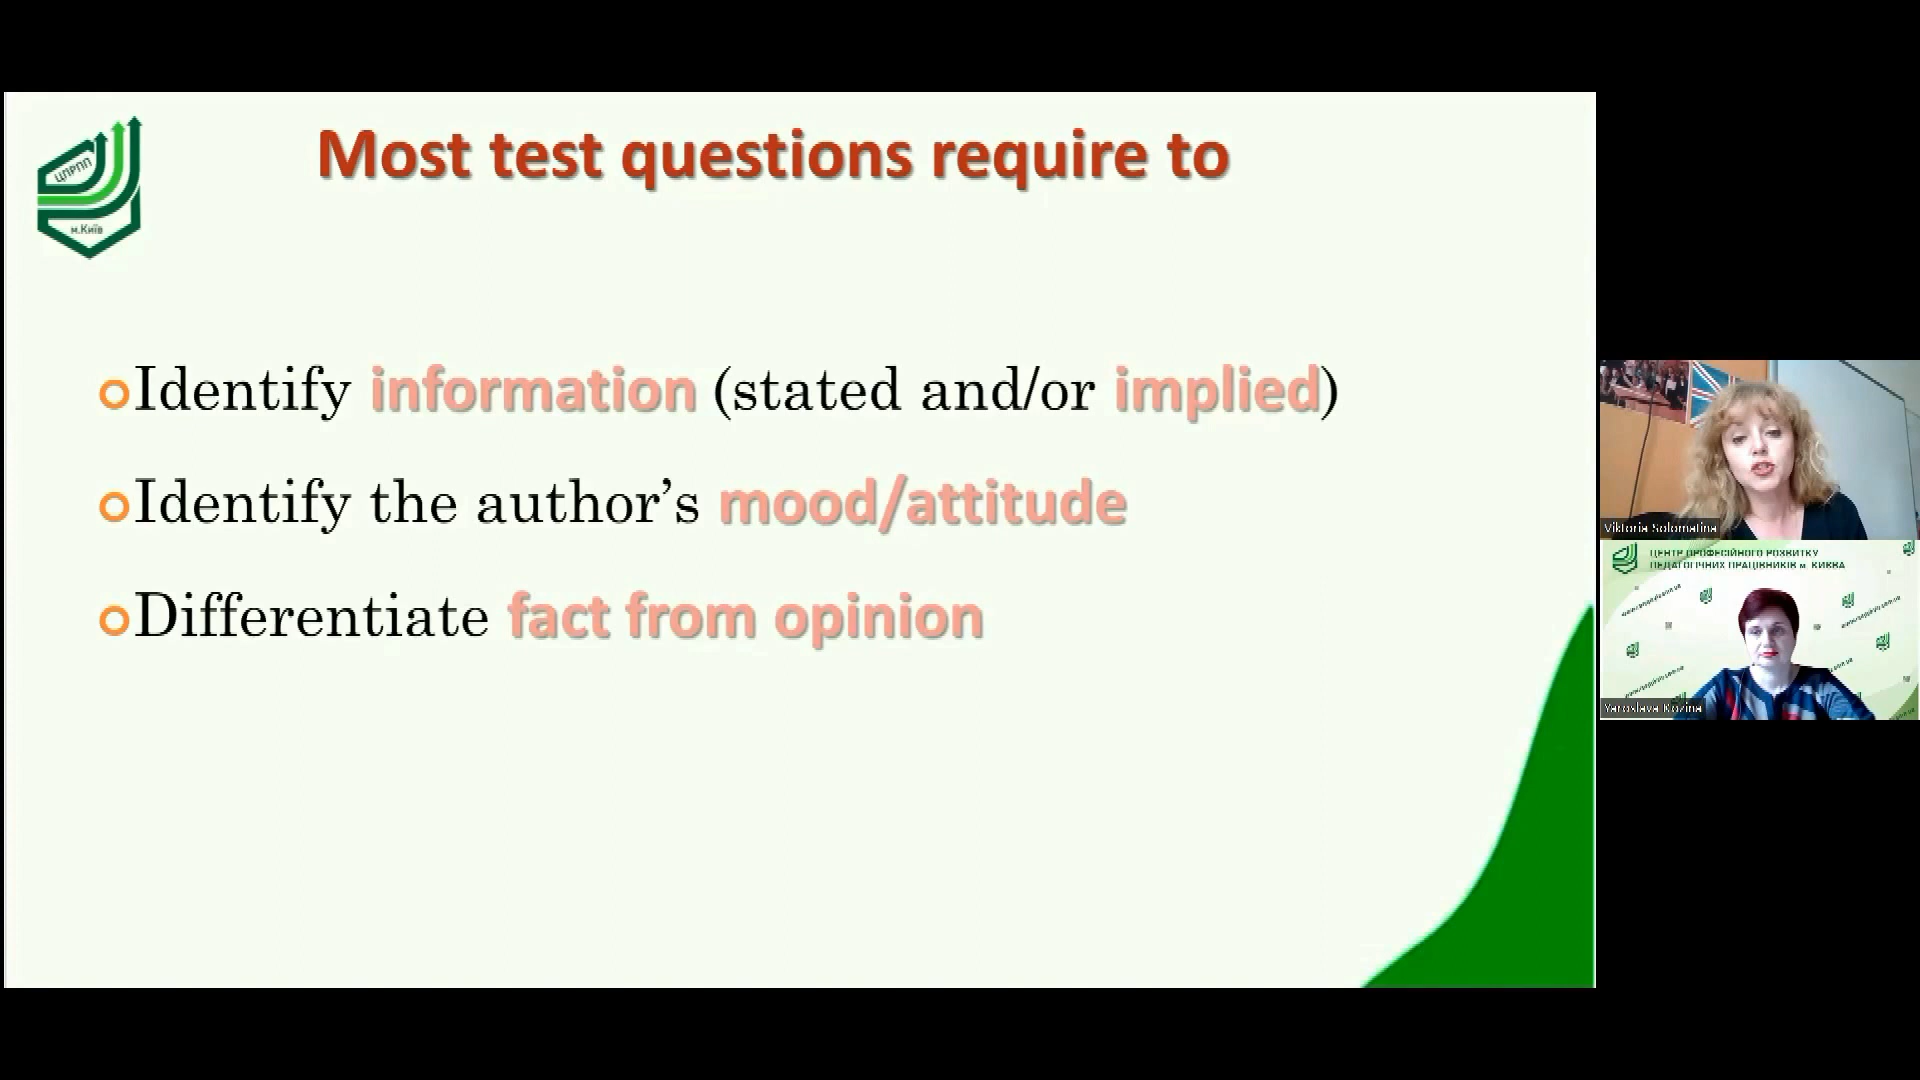 ЦПРПП
м.Київ
Most test questions require to
Identify information (stated and/or implied)
Identify the author’s mood/attitude
Differentiate fact from opinion
Viktoria Solomatina
ЦЕНТР ПРОФЕСІЙНОГО РОЗВИТКУ
ПЕДАГОГІЧНИХ ПРАЦІВНИКІВ м. КИЄВА
Yaroslava Kozina